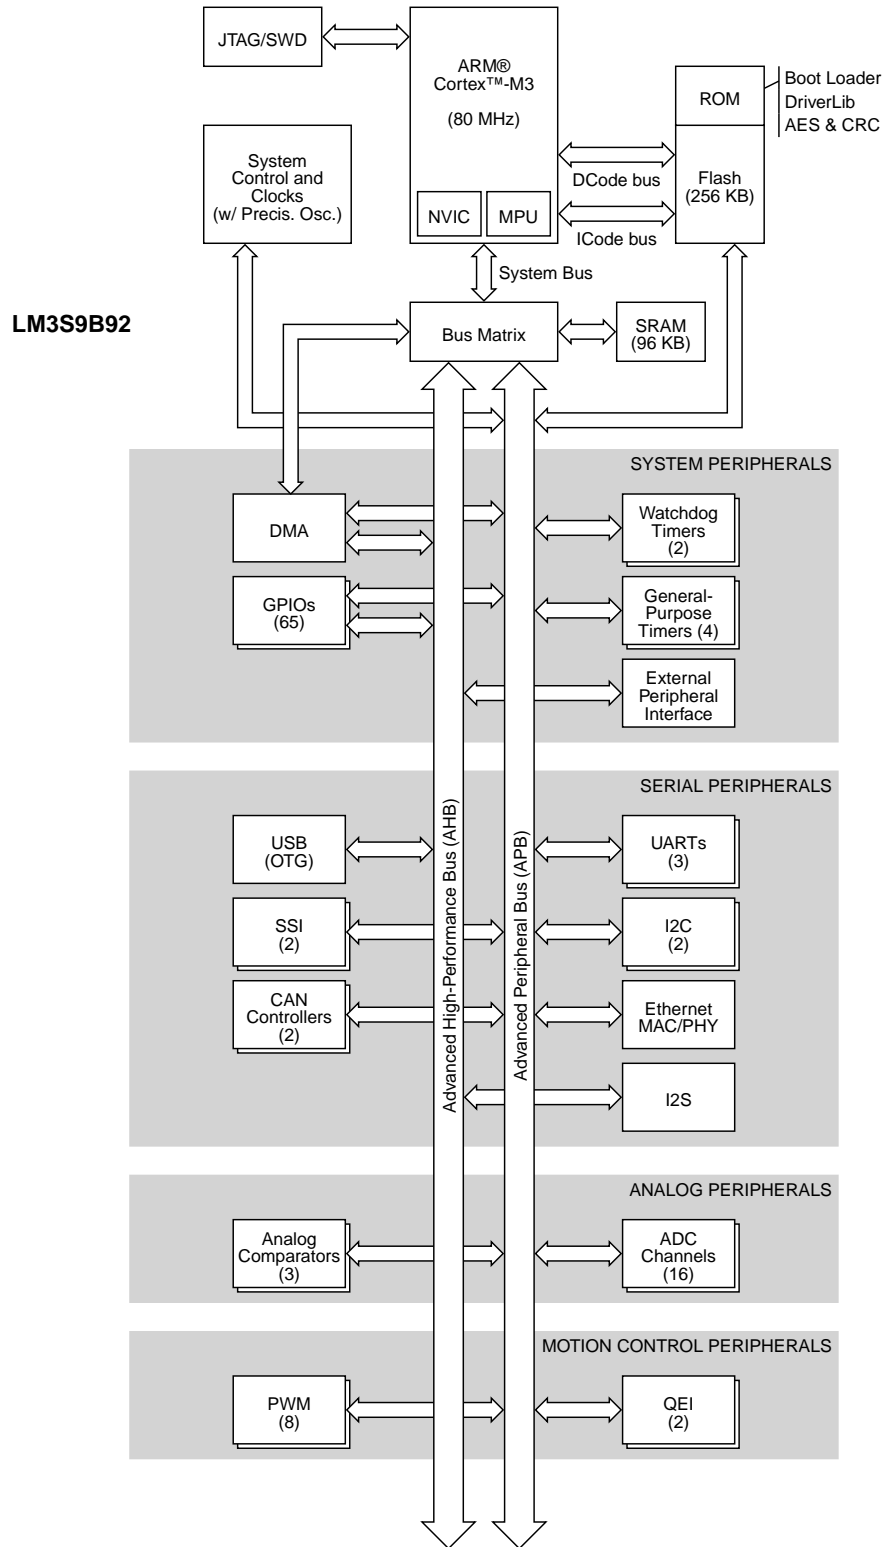 JTAG/SWD
ARM®
Cortex™-M3
(80 MHz)
NVIC
MPU
ROM
Boot Loader
DriverLib
AES & CRC
Flash
(256 KB)
DCode bus
ICode bus
System
Control and
Clocks
(w/ Precis. Osc.)
System Bus
LM3S9B92
Bus Matrix
SRAM
(96 KB)
SYSTEM PERIPHERALS
DMA
Watchdog
Timers
(2)
GPIOs
(65)
General-
Purpose
Timers (4)
External
Peripheral
Interface
Advanced High-Performance Bus (AHB)
Advanced Peripheral Bus (APB)
SERIAL PERIPHERALS
USB
(OTG)
UARTs
(3)
SSI
(2)
I2C
(2)
CAN
Controllers
(2)
Ethernet
MAC/PHY
I2S
ANALOG PERIPHERALS
Analog
Comparators
(3)
ADC
Channels
(16)
MOTION CONTROL PERIPHERALS
PWM
(8)
QEI
(2)